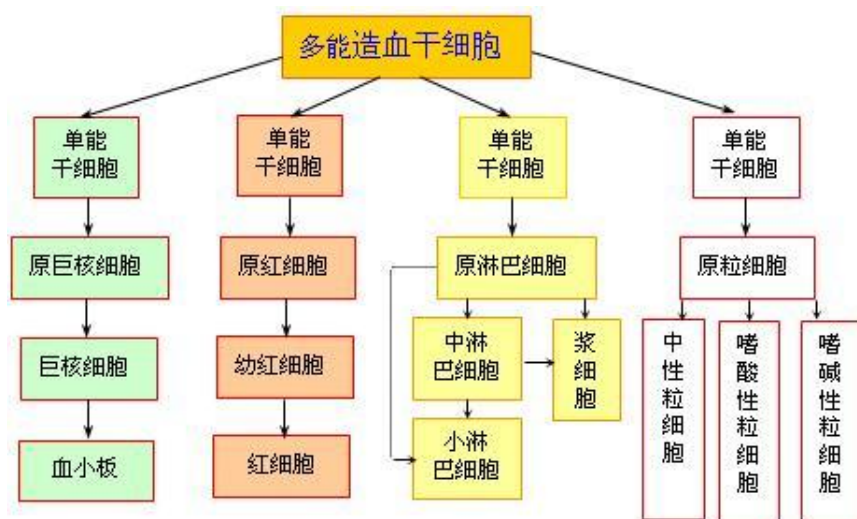 多能造血干细胞
单能
干细胞
单能
干细胞
单能
干细胞
单能
干细胞
原巨核细胞
原红细胞
原淋巴细胞
原粒细胞
巨核细胞
幼红细胞
中淋
巴细胞
浆细胞
中性粒细胞
嗜酸性粒细胞
嗜碱性粒细胞
血小板
红细胞
小淋
巴细胞